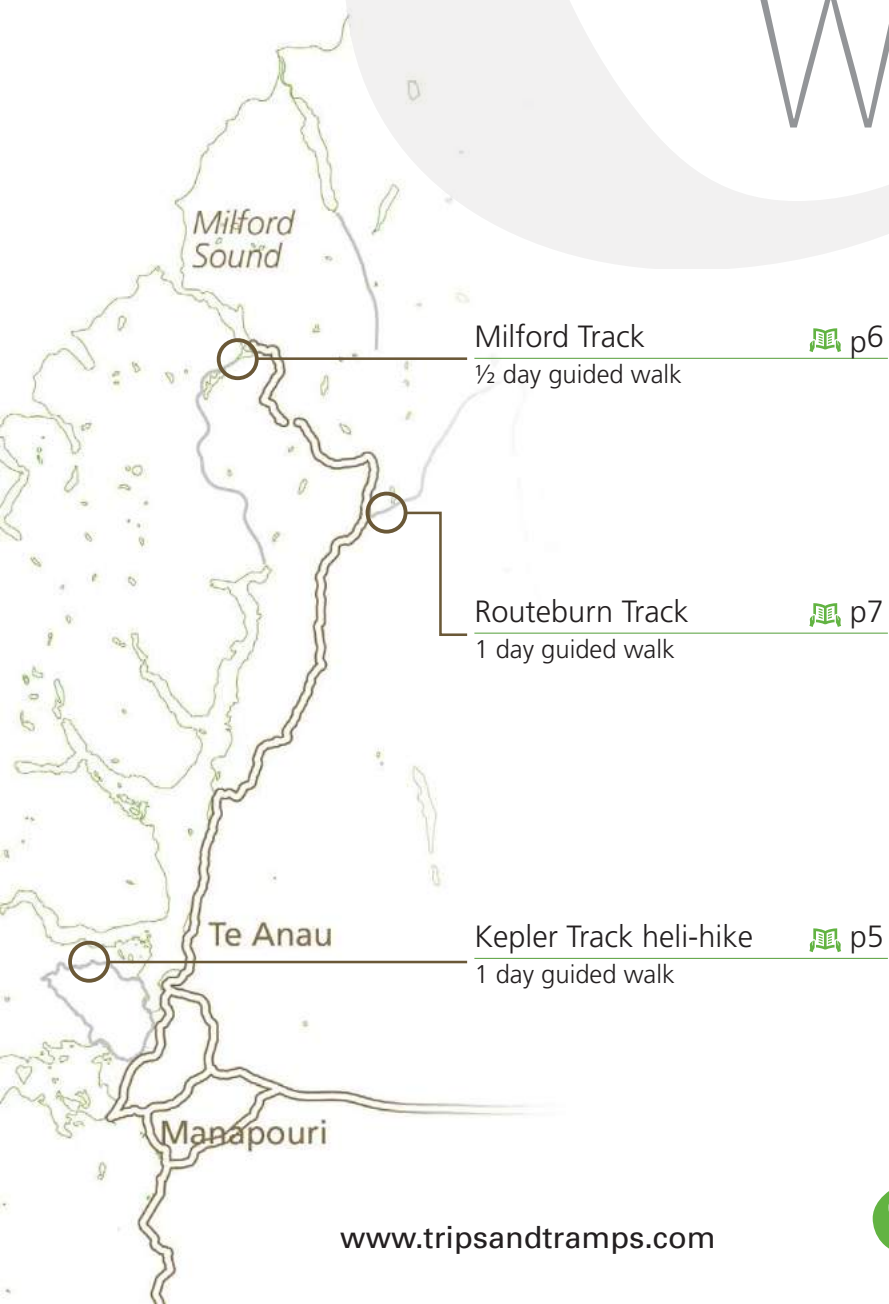 W
Milford
Sound
Milford Track p6
½ day guided walk
Routeburn Track p7
1 day guided walk
Te Anau
Kepler Track heli-hike p5
1 day guided walk
Manapouri
www.tripsandtramps.com